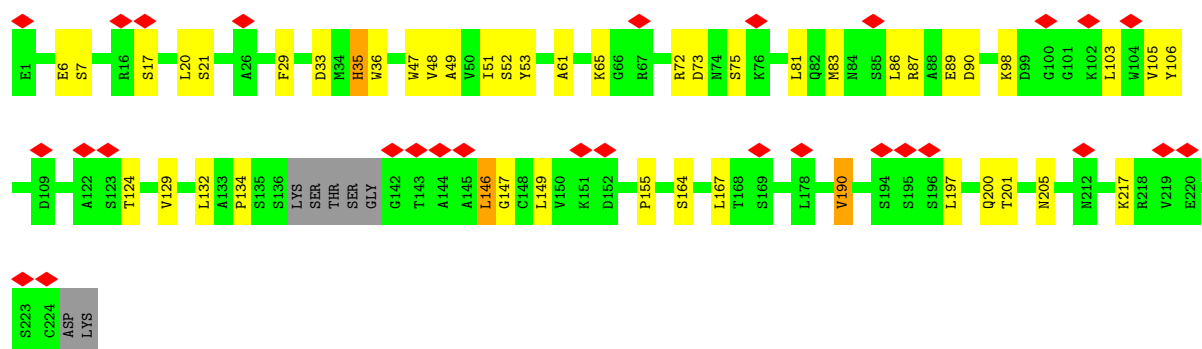 E1 E6 S7 R16 S17 L20 S21 A26 F29 D33 M34 H35 W36 W47 V48 A49 V50 I51 S52 Y53 A61 K65 G66 R67 R72 D73 N74 S75 K76 L81 Q82 M83 N84 S85 L86 R87 A88 E89 D90 K98 D99 G100 G101 K102 L103 W104 V105 Y106
D109 A122 S123 T124 V129 L132 A133 P134 S135 S136 LYS SER THR SER GLY G142 T143 A144 A145 L146 G147 C148 L149 V150 K151 D152 P155 S164 L167 T168 S169 L178 V190 S194 S195 S196 L197 Q200 T201 N205 N212 K217 R218 V219 E220
S223 C224 ASP LYS